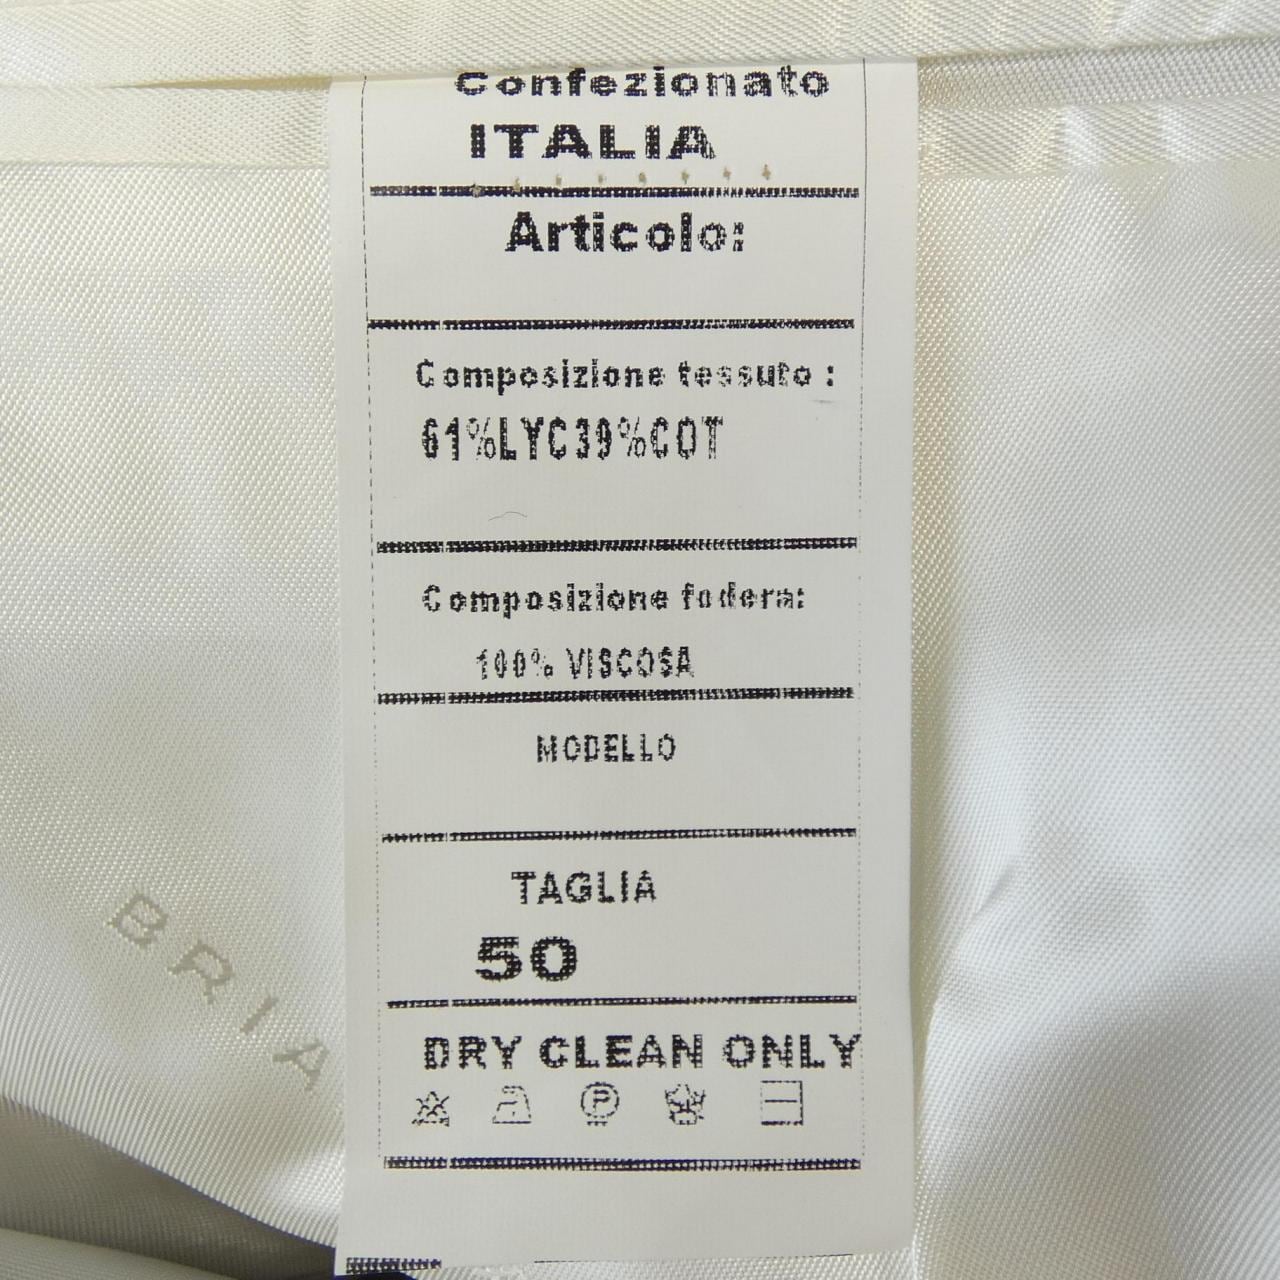 Confezionato
ITALIA
Articolo:
Composizione tessuto :
61%LYC39%COT
Composizione fodera:
100% VISCOSA
MODELLO
TAGLIA
50
DRY CLEAN ONLY
P
BRIA